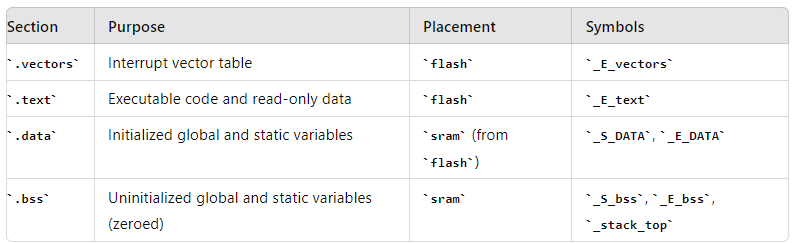 Section Purpose Placement Symbols
`.vectors` Interrupt vector table `flash` `_E_vectors`
`.text` Executable code and read-only data `flash` `_E_text`
`.data` Initialized global and static variables `sram` (from `_S_DATA`, `_E_DATA`
`flash`)
`.bss` Uninitialized global and static variables `sram` `_S_bss`, `_E_bss`,
(zeroed) `_stack_top`